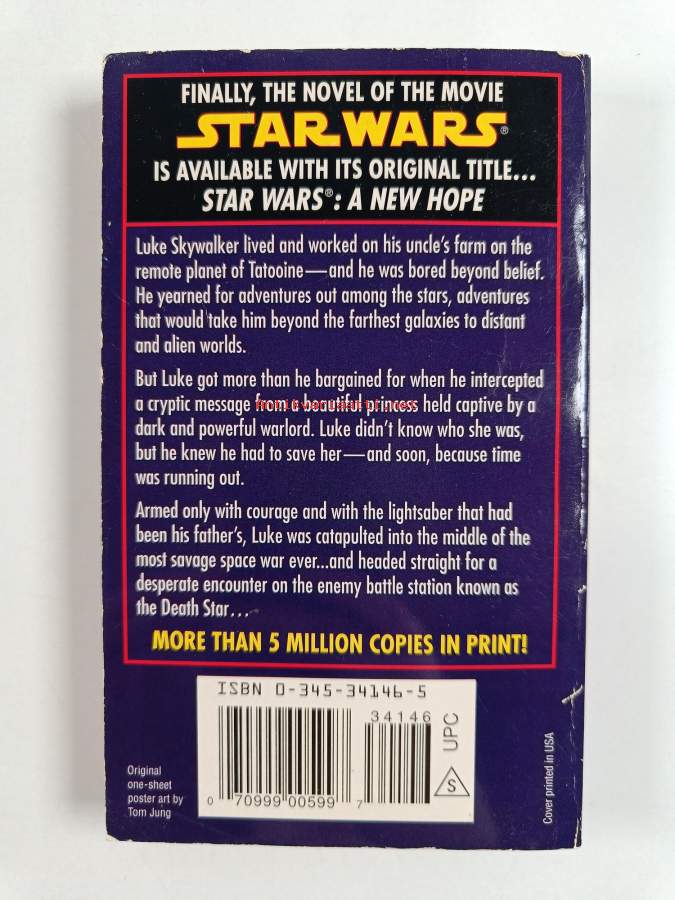 FINALLY, THE NOVEL OF THE MOVIE
STAR WARS®
IS AVAILABLE WITH ITS ORIGINAL TITLE...
STAR WARS®: A NEW HOPE
Luke Skywalker lived and worked on his uncle's farm on the
remote planet of Tatooine—and he was bored beyond belief.
He yearned for adventures out among the stars, adventures
that would take him beyond the farthest galaxies to distant
and alien worlds.
But Luke got more than he bargained for when he intercepted
a cryptic message from a beautiful princess held captive by a
dark and powerful warlord. Luke didn't know who she was,
but he knew he had to save her—and soon, because time
was running out.
Armed only with courage and with the lightsaber that had
been his father's, Luke was catapulted into the middle of the
most savage space war ever...and headed straight for a
desperate encounter on the enemy battle station known as
the Death Star...
MORE THAN 5 MILLION COPIES IN PRINT!
ISBN 0-345-34146-5
34146
UPC
S
0 70999 00599 7
Original
one-sheet
poster art by
Tom Jung
Cover printed in USA